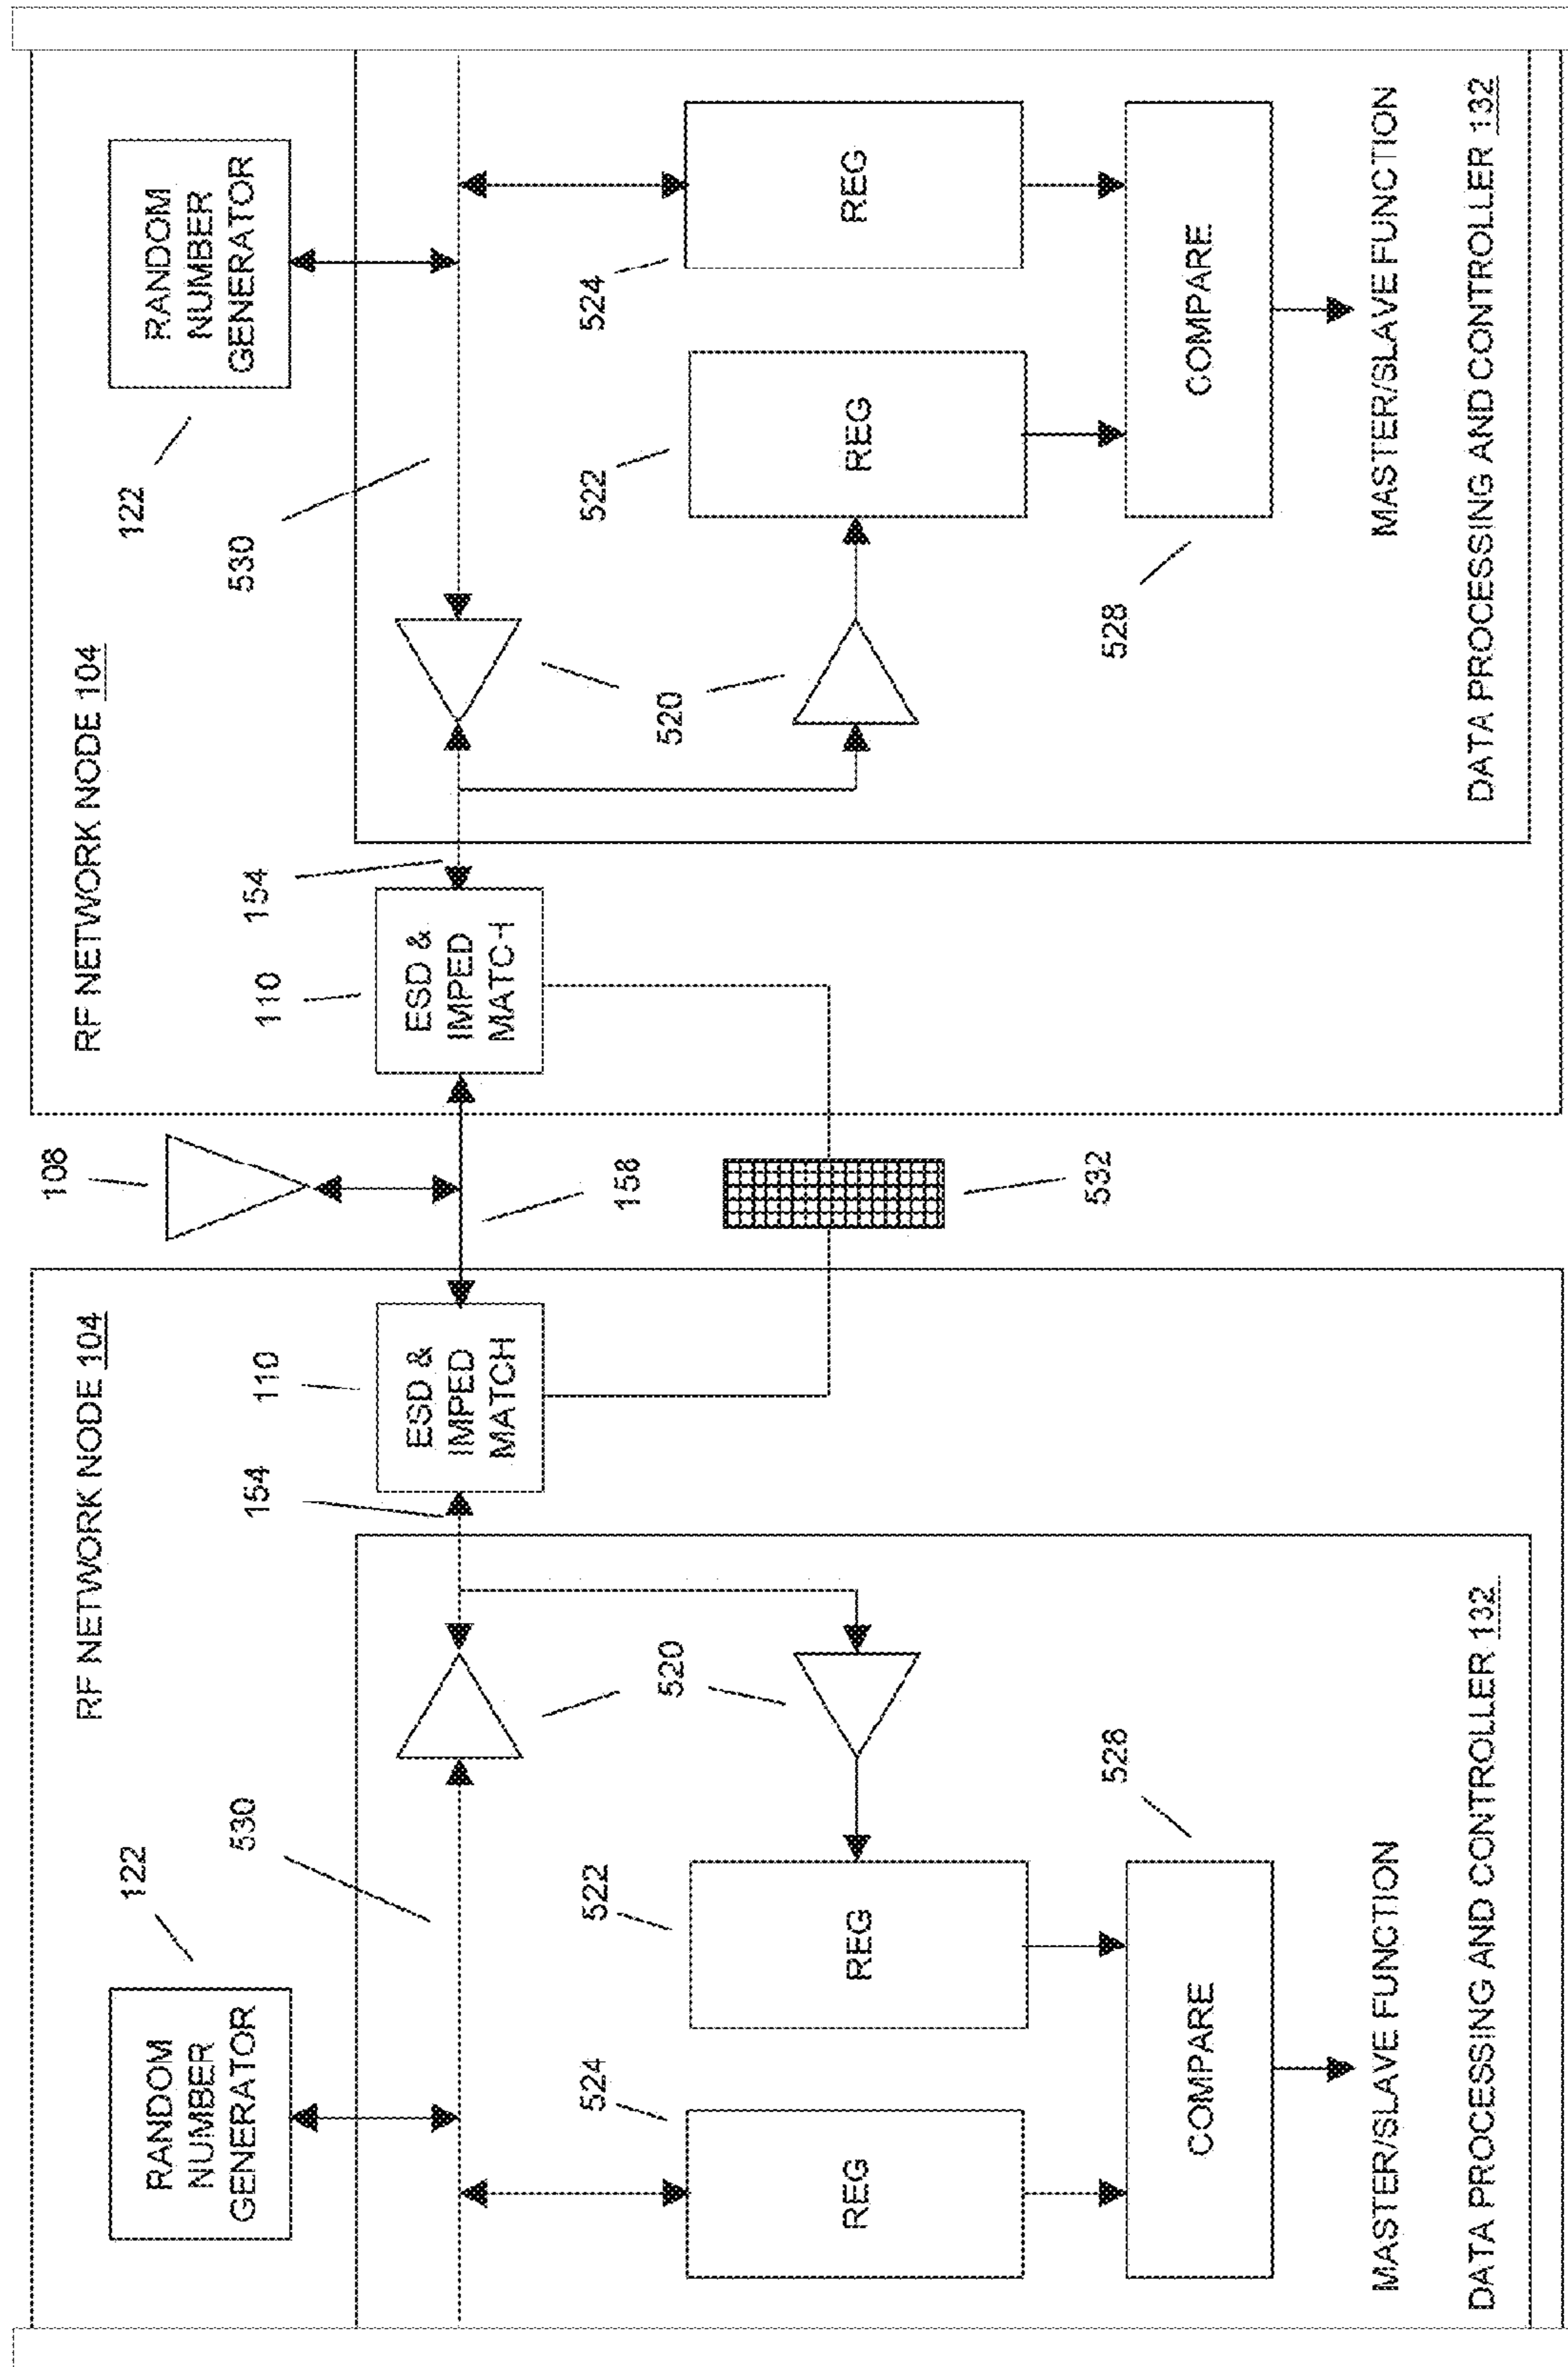 RF NETWORK NODE 104
RANDOM
NUMBER
GENERATOR
122
530
154
110
ESD &
IMPED
MATCH
520
524
522
REG
REG
528
COMPARE
MASTER/SLAVE FUNCTION
DATA PROCESSING AND CONTROLLER 132
108
158
532
RF NETWORK NODE 104
RANDOM
NUMBER
GENERATOR
122
530
154
110
ESD &
IMPED
MATCH
520
522
524
REG
REG
528
COMPARE
MASTER/SLAVE FUNCTION
DATA PROCESSING AND CONTROLLER 132